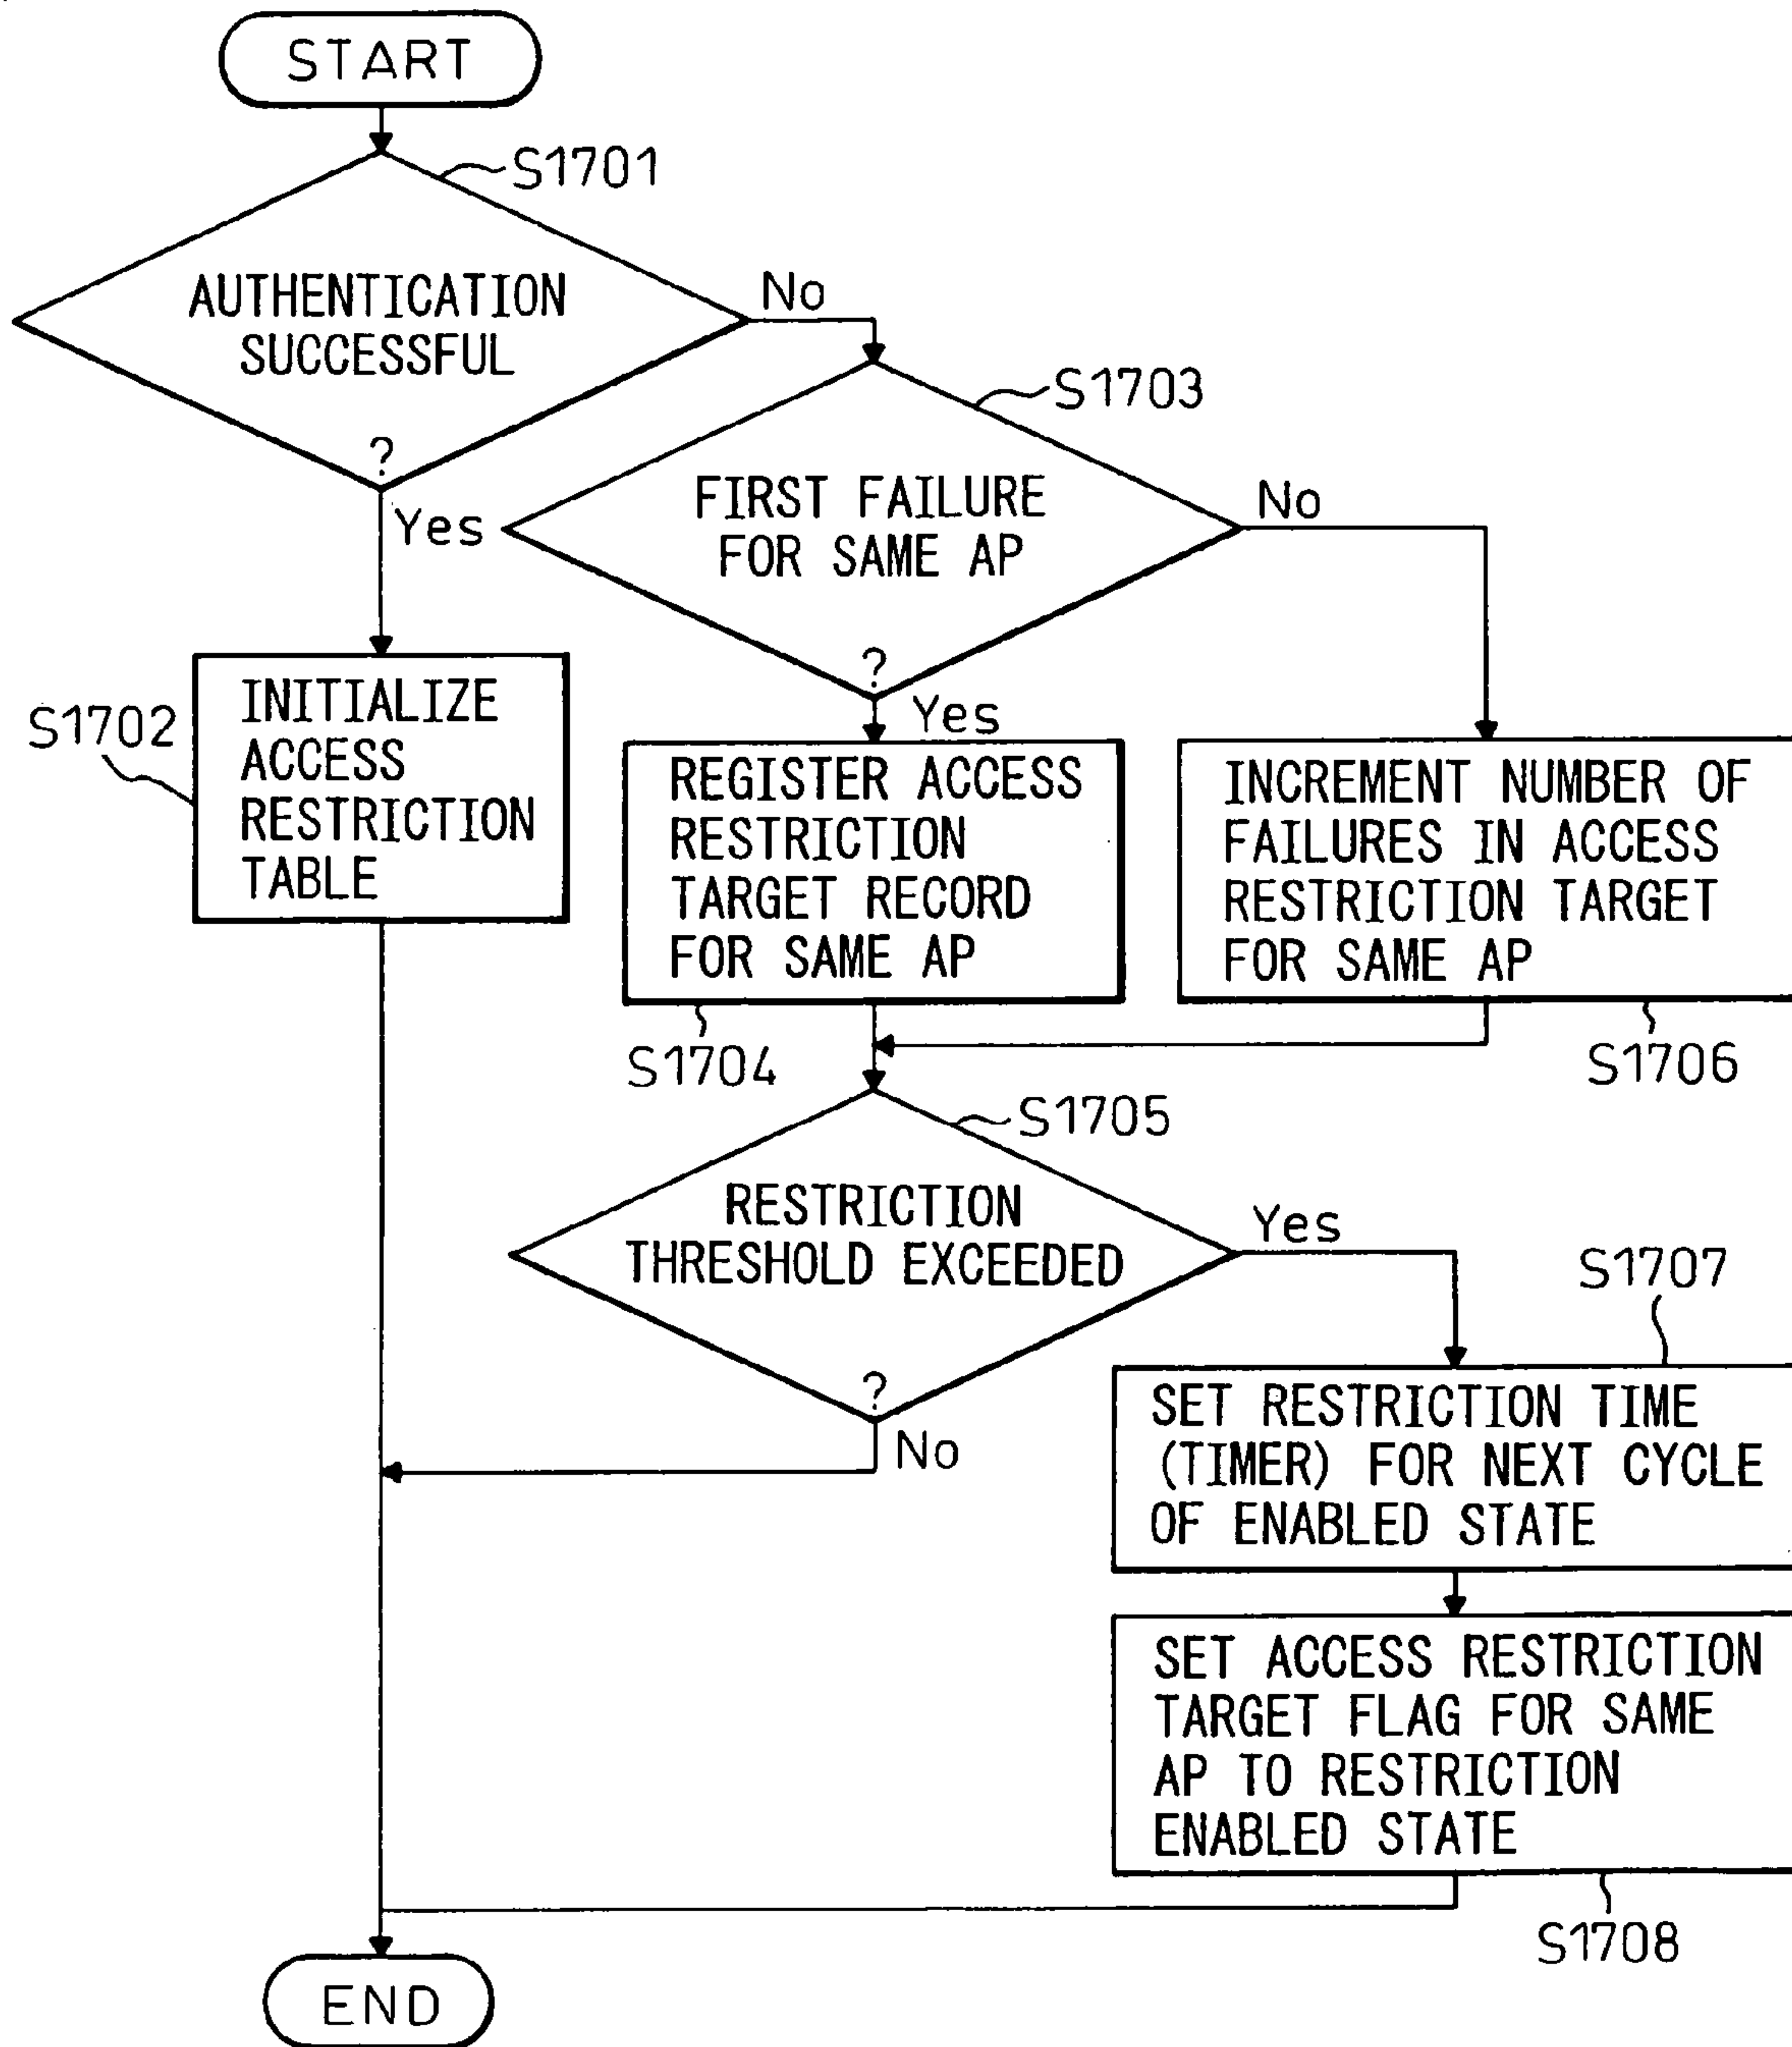 START
S1701
AUTHENTICATION
SUCCESSFUL
?
No
Yes
S1703
FIRST FAILURE
FOR SAME AP
?
No
Yes
S1702
INITIALIZE
ACCESS
RESTRICTION
TABLE
REGISTER ACCESS
RESTRICTION
TARGET RECORD
FOR SAME AP
S1704
INCREMENT NUMBER OF
FAILURES IN ACCESS
RESTRICTION TARGET
FOR SAME AP
S1706
S1705
RESTRICTION
THRESHOLD EXCEEDED
?
Yes
No
S1707
SET RESTRICTION TIME
(TIMER) FOR NEXT CYCLE
OF ENABLED STATE
SET ACCESS RESTRICTION
TARGET FLAG FOR SAME
AP TO RESTRICTION
ENABLED STATE
S1708
END